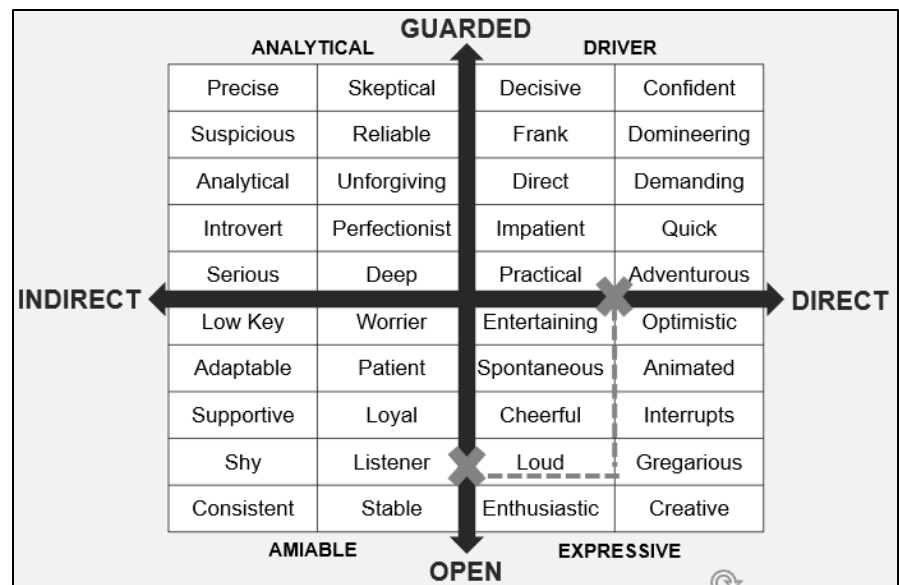 GUARDED
ANALYTICAL DRIVER
Precise Skeptical Decisive Confident
Suspicious Reliable Frank Domineering
Analytical Unforgiving Direct Demanding
Introvert Perfectionist Impatient Quick
Serious Deep Practical Adventurous
INDIRECT DIRECT
Low Key Worrier Entertaining Optimistic
Adaptable Patient Spontaneous Animated
Supportive Loyal Cheerful Interrupts
Shy Listener Loud Gregarious
Consistent Stable Enthusiastic Creative
AMIABLE EXPRESSIVE
OPEN